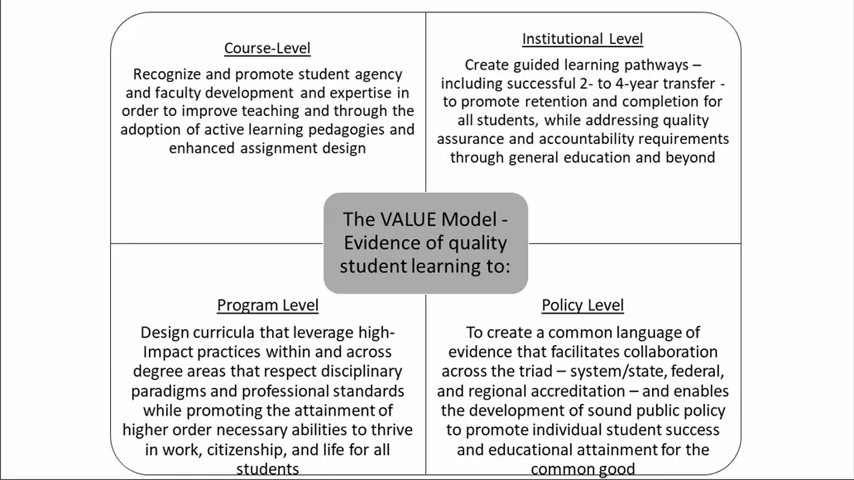 Course-Level
Recognize and promote student agency
and faculty development and expertise in
order to improve teaching and through the
adoption of active learning pedagogies and
enhanced assignment design
Institutional Level
Create guided learning pathways –
including successful 2- to 4-year transfer -
to promote retention and completion for
all students, while addressing quality
assurance and accountability requirements
through general education and beyond
The VALUE Model -
Evidence of quality
student learning to:
Program Level
Design curricula that leverage high-
Impact practices within and across
degree areas that respect disciplinary
paradigms and professional standards
while promoting the attainment of
higher order necessary abilities to thrive
in work, citizenship, and life for all
students
Policy Level
To create a common language of
evidence that facilitates collaboration
across the triad – system/state, federal,
and regional accreditation – and enables
the development of sound public policy
to promote individual student success
and educational attainment for the
common good